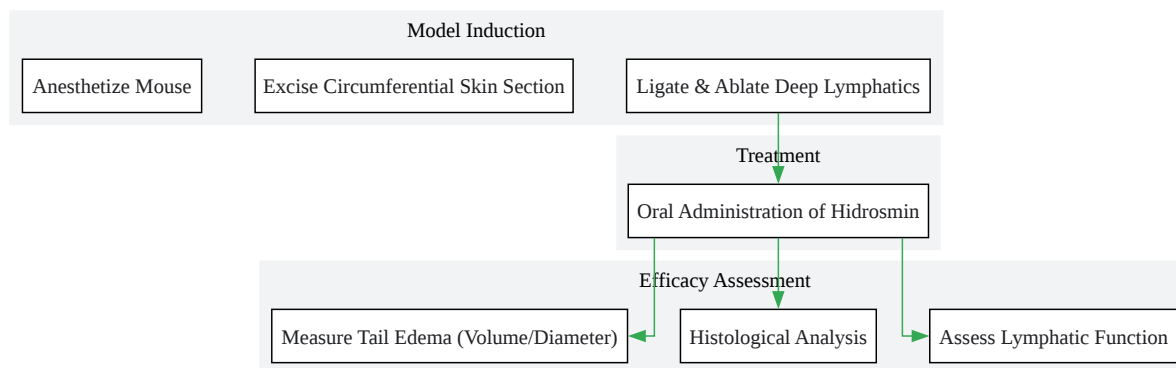 Model Induction
Anesthetize Mouse
Excise Circumferential Skin Section
Ligate & Ablate Deep Lymphatics
Treatment
Oral Administration of Hidrosmin
Efficacy Assessment
Measure Tail Edema (Volume/Diameter)
Histological Analysis
Assess Lymphatic Function